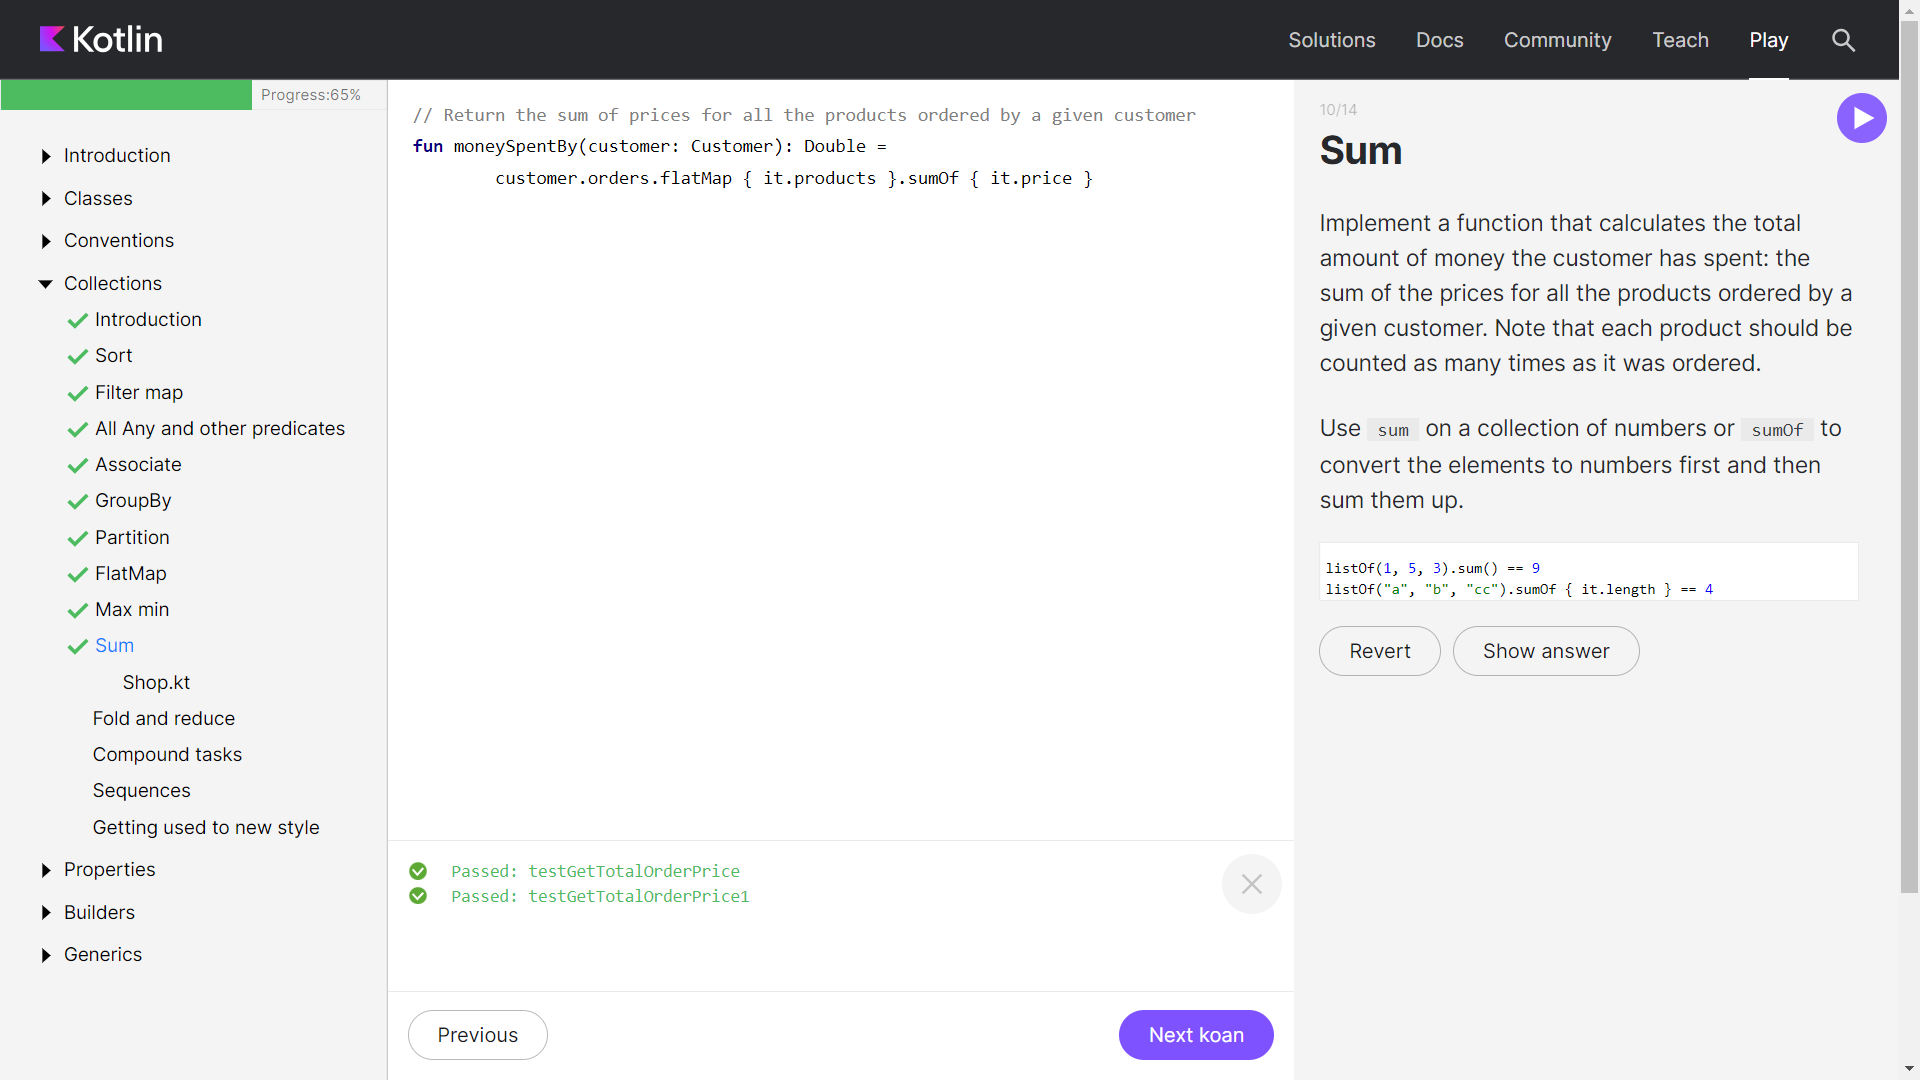 Kotlin
Solutions
Docs
Community
Teach
Play
Progress:65%
Introduction
Classes
Conventions
Collections
Introduction
Sort
Filter map
All Any and other predicates
Associate
GroupBy
Partition
FlatMap
Max min
Sum
Shop.kt
Fold and reduce
Compound tasks
Sequences
Getting used to new style
Properties
Builders
Generics
// Return the sum of prices for all the products ordered by a given customer
fun moneySpentBy(customer: Customer): Double =
customer.orders.flatMap { it.products }.sumOf { it.price }
Passed: testGetTotalOrderPrice
Passed: testGetTotalOrderPrice1
Previous
Next koan
10/14
Sum
Implement a function that calculates the total
amount of money the customer has spent: the
sum of the prices for all the products ordered by a
given customer. Note that each product should be
counted as many times as it was ordered.
Use sum on a collection of numbers or sumOf to
convert the elements to numbers first and then
sum them up.
listOf(1, 5, 3).sum() == 9
listOf("a", "b", "cc").sumOf { it.length } == 4
Revert
Show answer